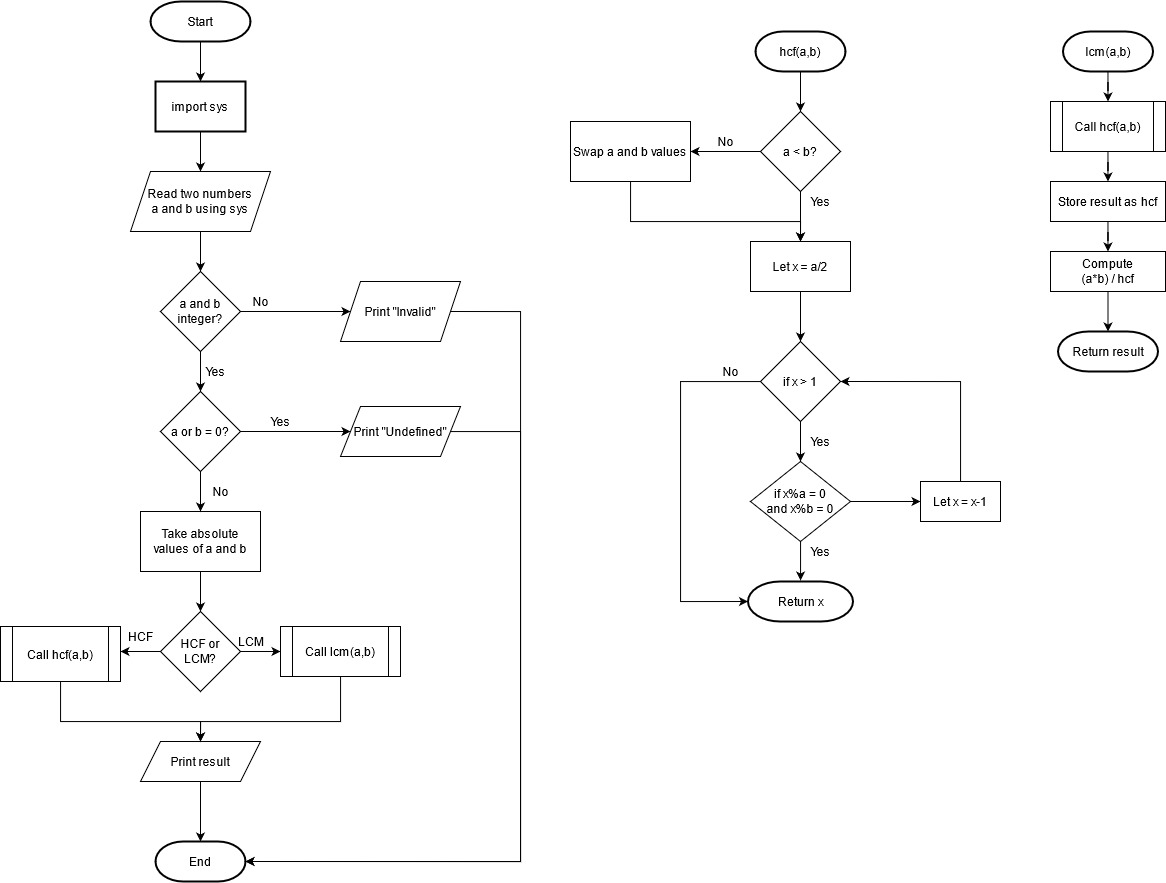 Start
import sys
Read two numbers
a and b using sys
a and b
integer?
No
Print "Invalid"
Yes
a or b = 0?
Yes
Print "Undefined"
No
Take absolute
values of a and b
HCF or
LCM?
HCF
LCM
Call hcf(a,b)
Call lcm(a,b)
Print result
End
hcf(a,b)
a < b?
No
Swap a and b values
Yes
Let x = a/2
if x > 1
No
Yes
if x%a = 0
and x%b = 0
Let x = x-1
Yes
Return x
lcm(a,b)
Call hcf(a,b)
Store result as hcf
Compute
(a*b) / hcf
Return result